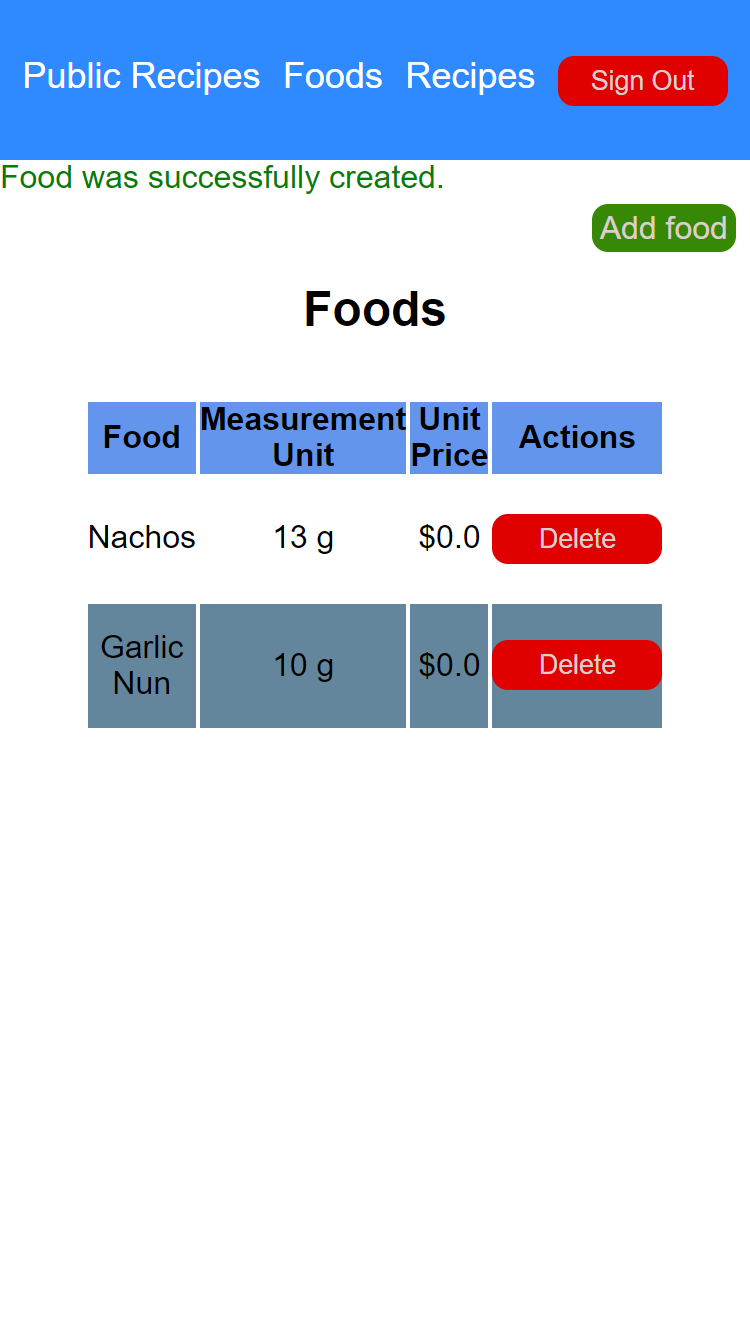 Public Recipes Foods Recipes Sign Out
Food was successfully created.
Add food
Foods
Food Measurement Unit Unit Price Actions
Nachos 13 g $0.0 Delete
Garlic Nun 10 g $0.0 Delete